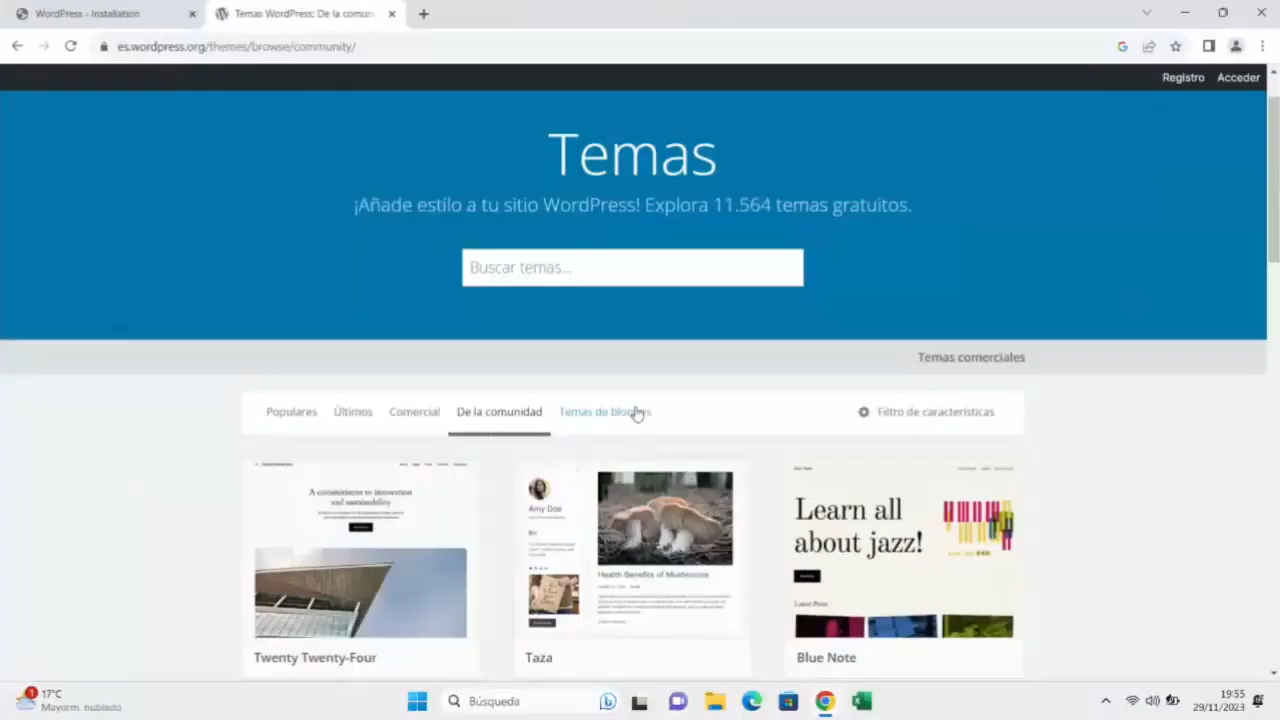 WordPress › Installation
Temas WordPress: De la comun
es.wordpress.org/themes/browse/community/
Registro Acceder
Temas
¡Añade estilo a tu sitio WordPress! Explora 11.564 temas gratuitos.
Buscar temas...
Temas comerciales
Populares Últimos Comercial De la comunidad Temas de bloques Filtro de características
A commitment to innovation
and sustainability
Amy Doe
Health Benefits of Mushrooms
Learn all
about jazz!
Latest Posts
Twenty Twenty-Four Taza Blue Note
1
17°C
Mayorm. nublado
Búsqueda
19:55
29/11/2023